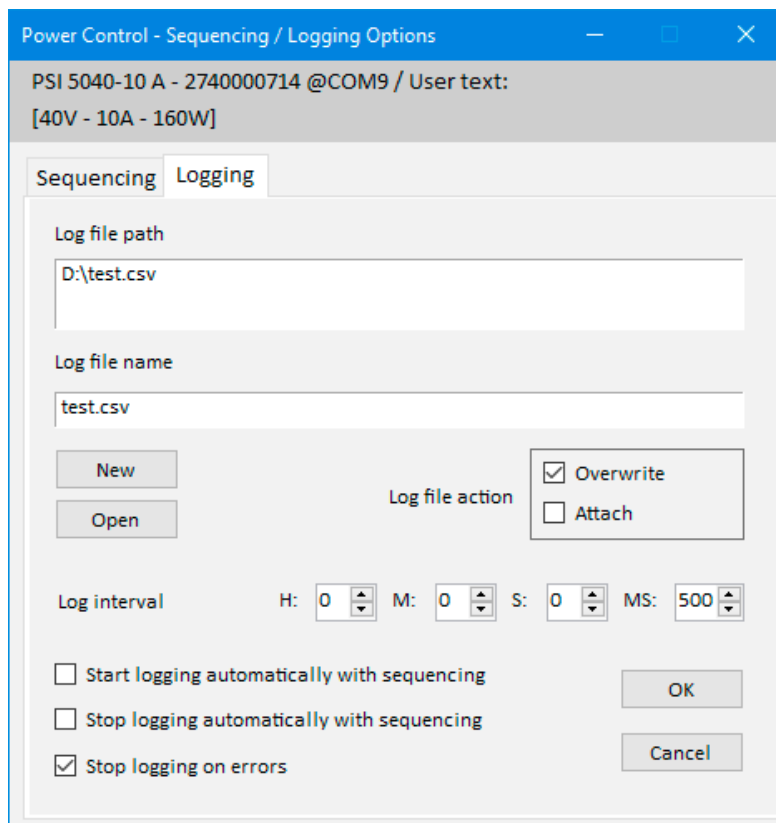 Power Control - Sequencing / Logging Options
PSI 5040-10 A - 2740000714 @COM9 / User text:
[40V - 10A - 160W]
Sequencing Logging
Log file path
D:\test.csv
Log file name
test.csv
New
Open
Log file action
Overwrite
Attach
Log interval H: 0 M: 0 S: 0 MS: 500
Start logging automatically with sequencing
Stop logging automatically with sequencing
Stop logging on errors
OK
Cancel